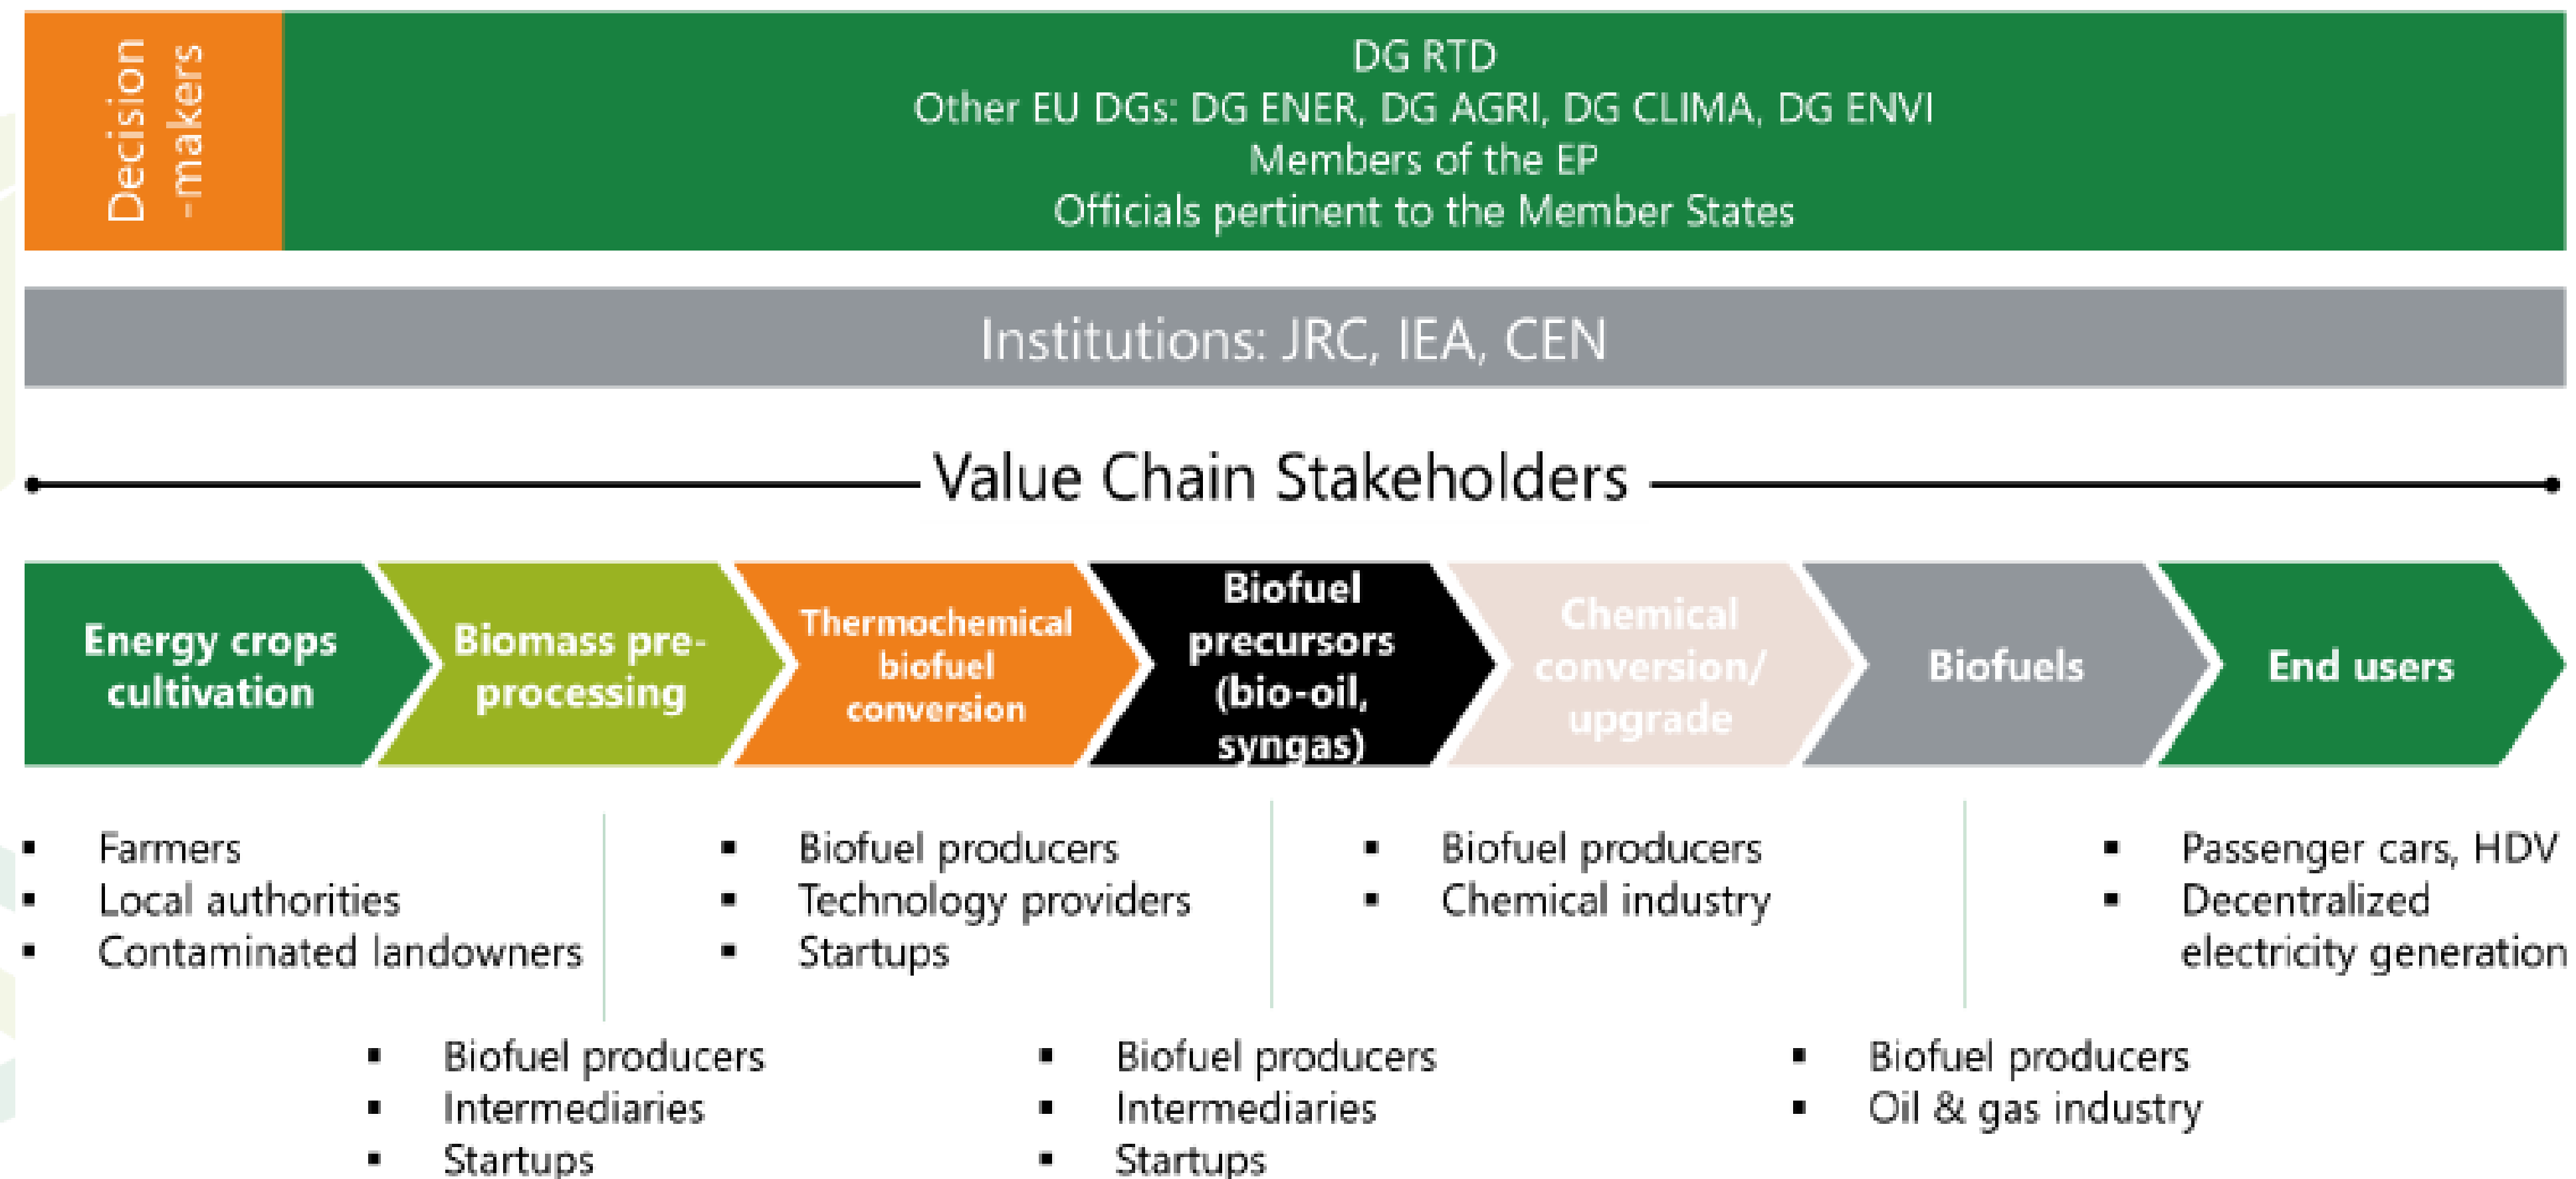 Decision
-makers
DG RTD
Other EU DGs: DG ENER, DG AGRI, DG CLIMA, DG ENVI
Members of the EP
Officials pertinent to the Member States
Institutions: JRC, IEA, CEN
Value Chain Stakeholders
Energy crops
cultivation
Biomass pre-
processing
Thermochemical
biofuel
conversion
Biofuel
precursors
(bio-oil,
syngas)
Chemical
conversion/
upgrade
Biofuels
End users
▪ Farmers
▪ Local authorities
▪ Contaminated landowners
▪ Biofuel producers
▪ Intermediaries
▪ Startups
▪ Biofuel producers
▪ Technology providers
▪ Startups
▪ Biofuel producers
▪ Intermediaries
▪ Startups
▪ Biofuel producers
▪ Chemical industry
▪ Biofuel producers
▪ Oil & gas industry
▪ Passenger cars, HDV
▪ Decentralized
electricity generation